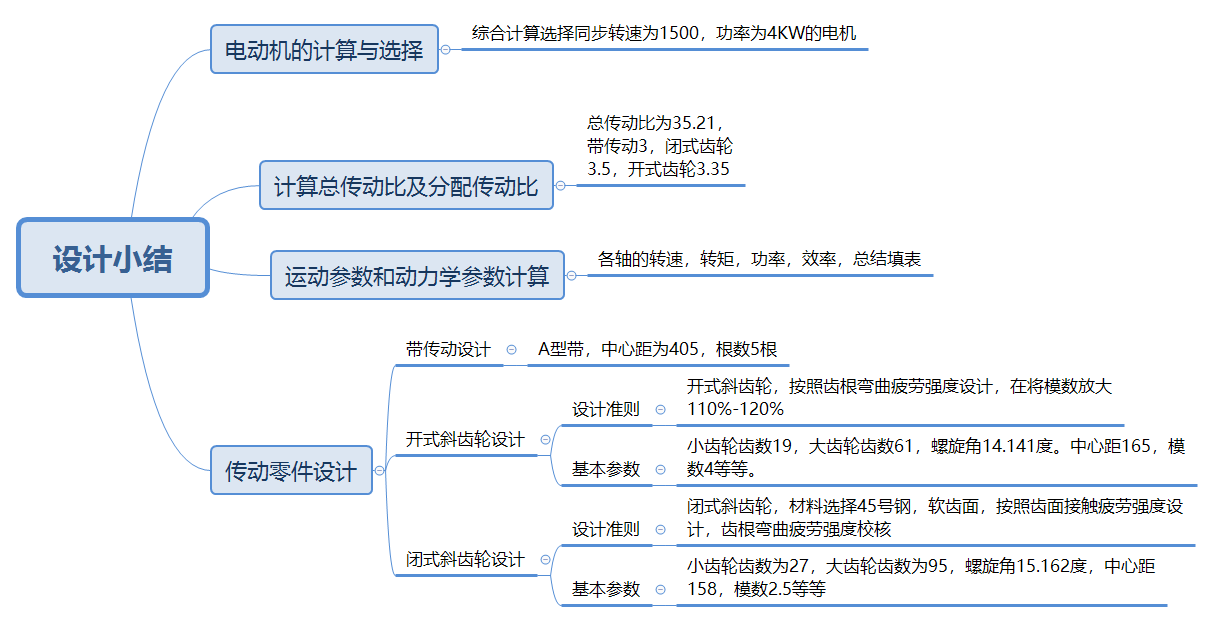 设计小结
电动机的计算与选择
综合计算选择同步转速为1500，功率为4KW的电机
计算总传动比及分配传动比
总传动比为35.21，
带传动3，闭式齿轮
3.5，开式齿轮3.35
运动参数和动力学参数计算
各轴的转速，转矩，功率，效率，总结填表
传动零件设计
带传动设计
A型带，中心距为405，根数5根
开式斜齿轮设计
设计准则
开式斜齿轮，按照齿根弯曲疲劳强度设计，在将模数放大
110%-120%
基本参数
小齿轮齿数19，大齿轮齿数61，螺旋角14.141度。中心距165，模
数4等等。
闭式斜齿轮设计
设计准则
闭式斜齿轮，材料选择45号钢，软齿面，按照齿面接触疲劳强度设
计，齿根弯曲疲劳强度校核
基本参数
小齿轮齿数为27，大齿轮齿数为95，螺旋角15.162度，中心距
158，模数2.5等等